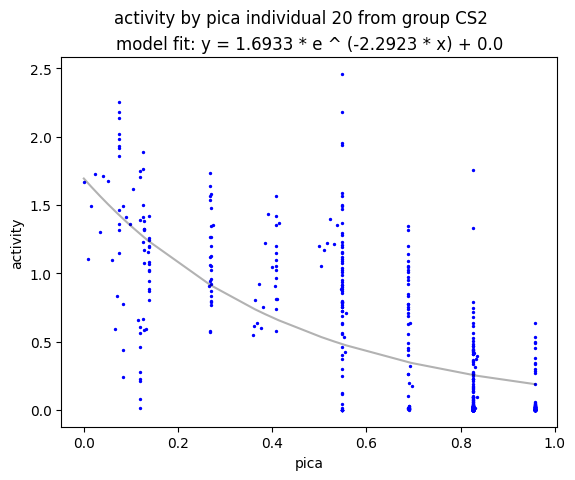 activity by pica individual 20 from group CS2
model fit: y = 1.6933 * e ^ (-2.2923 * x) + 0.0
2.5
2.0
1.5
1.0
0.5
0.0
activity
0.0 0.2 0.4 0.6 0.8 1.0
pica